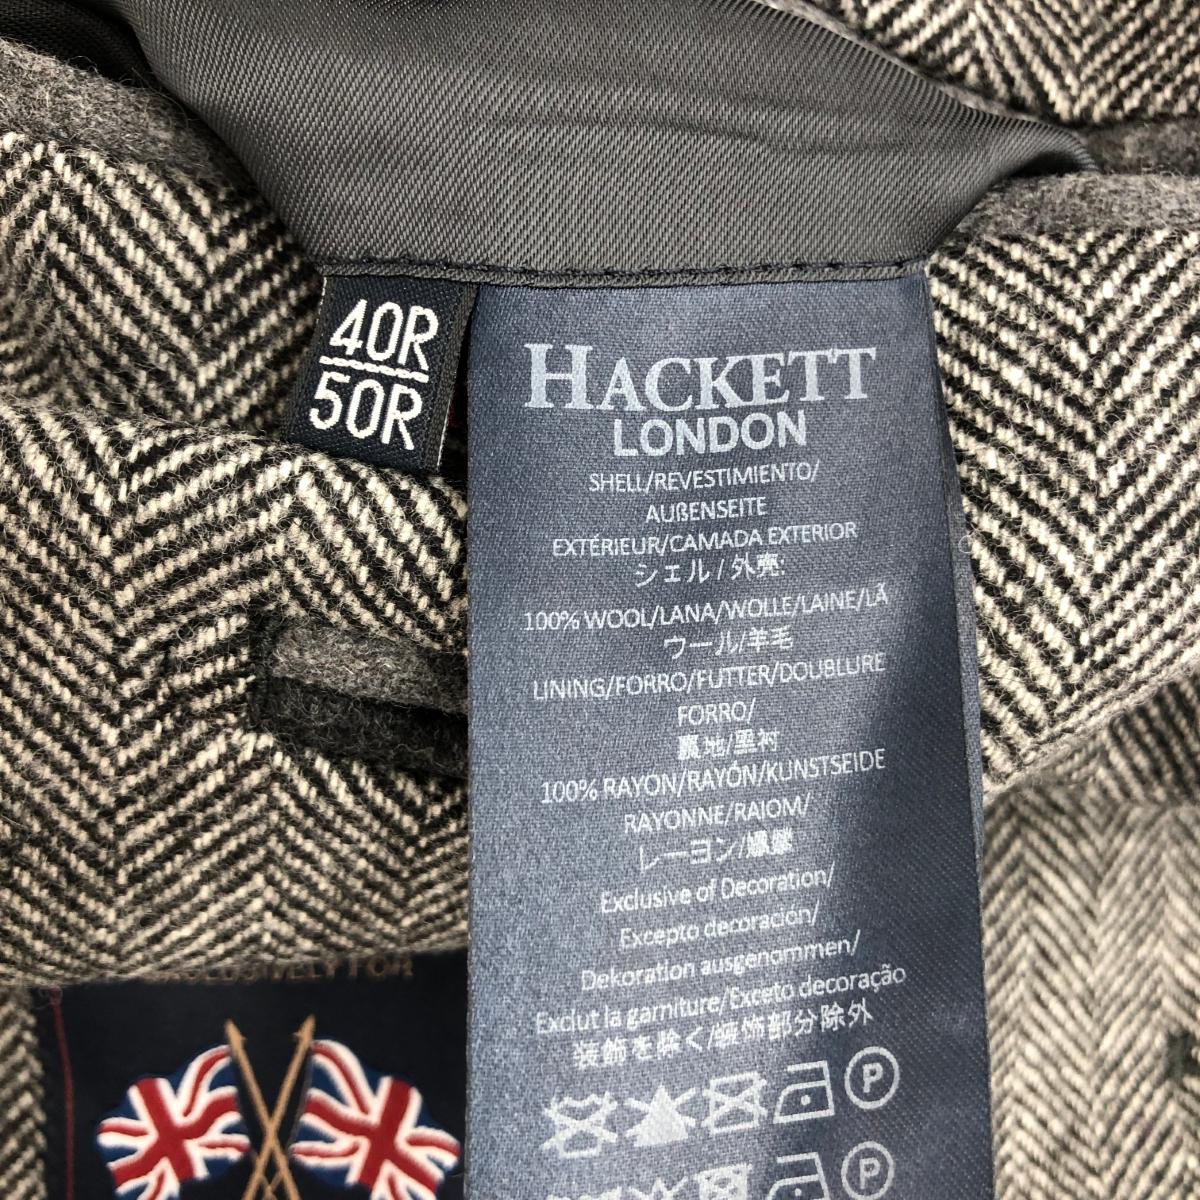 40R
50R
HACKETT
LONDON
SHELL/REVESTIMIENTO/
AUßENSEITE
EXTÉRIEUR/CAMADA EXTERIOR
シェル/外壳:
100% WOOL/LANA/WOLLE/LAINE/LÃ
ウール/羊毛
LINING/FORRO/FUTTER/DOUBLURE
FORRO/
裏地/里衬
100% RAYON/RAYÓN/KUNSTSEIDE
RAYONNE/RAIOM/
レーヨン/
Exclusive of Decoration/
Excepto decoracion/
Dekoration ausgenommen/
Exclut la garniture/Exceto decoração
装飾を除く/装饰部分除外
P
P
EXCLUSIVELY FOR